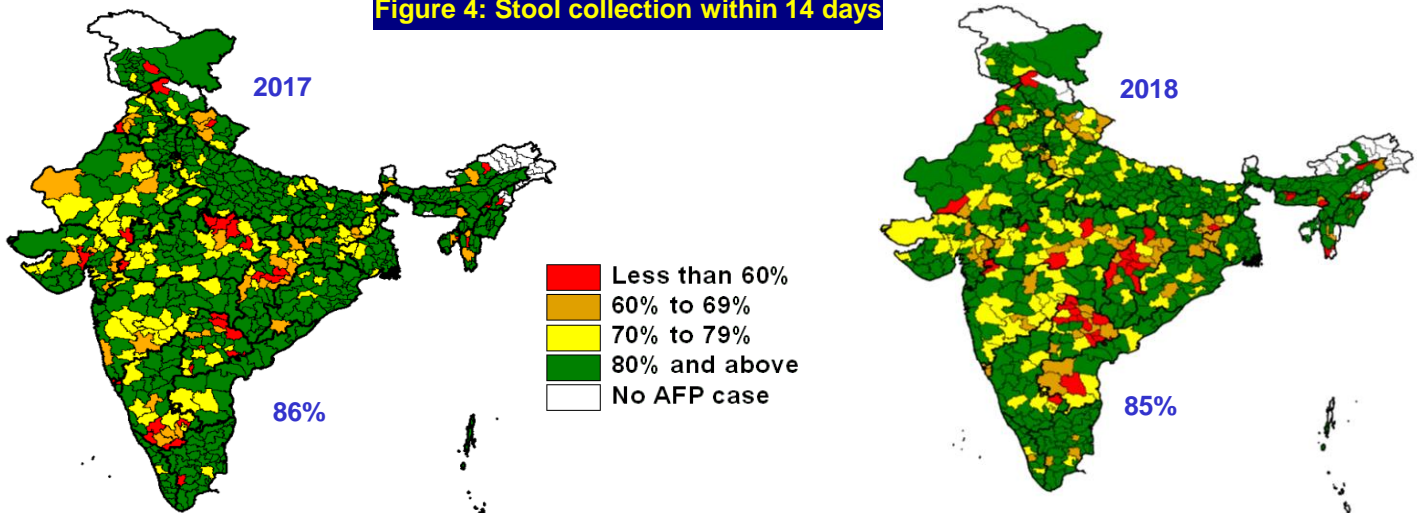 Figure 4: Stool collection within 14 days
2017
2018
Less than 60%
60% to 69%
70% to 79%
80% and above
No AFP case
86%
85%